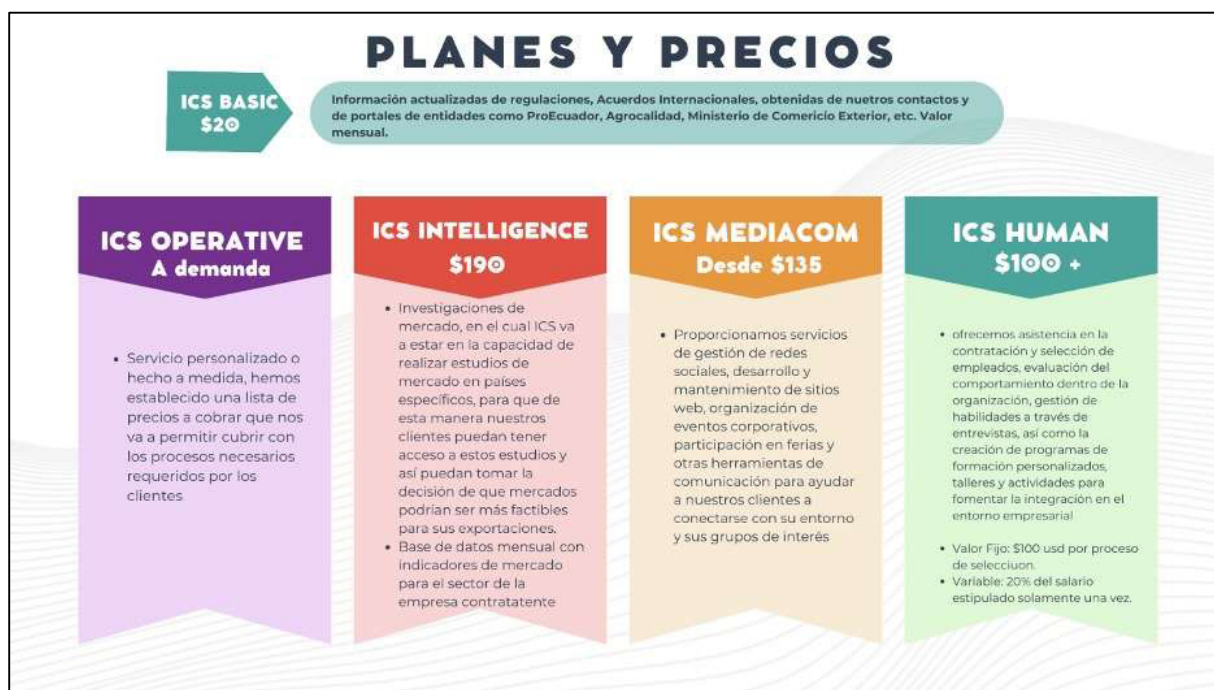 PLANES Y PRECIOS
ICS BASIC
$20
Información actualizadas de regulaciones, Acuerdos Internacionales, obtenidas de nuetros contactos y
de portales de entidades como ProEcuador, Agrocalidad, Ministerio de Comericio Exterior, etc. Valor
mensual.
ICS OPERATIVE
A demanda
• Servicio personalizado o
hecho a medida, hemos
establecido una lista de
precios a cobrar que nos
va a permitir cubrir con
los procesos necesarios
requeridos por los
clientes
ICS INTELLIGENCE
$190
• Investigaciones de
mercado, en el cual ICS va
a estar en la capacidad de
realizar estudios de
mercado en países
específicos, para que de
esta manera nuestros
clientes puedan tener
acceso a estos estudios y
así puedan tomar la
decisión de que mercados
podrían ser más factibles
para sus exportaciones.
• Base de datos mensual con
indicadores de mercado
para el sector de la
empresa contratatente
ICS MEDIACOM
Desde $135
• Proporcionamos servicios
de gestión de redes
sociales, desarrollo y
mantenimiento de sitios
web, organización de
eventos corporativos,
participación en ferias y
otras herramientas de
comunicación para ayudar
a nuestros clientes a
conectarse con su entorno
y sus grupos de interés
ICS HUMAN
$100 +
• ofrecemos asistencia en la
contratación y selección de
empleados, evaluación del
comportamiento dentro de la
organización, gestión de
habilidades a través de
entrevistas, así como la
creación de programas de
formación personalizados,
talleres y actividades para
fomentar la integración en el
entorno empresarial
• Valor Fijo: $100 usd por proceso
de selecciuon.
• Variable: 20% del salario
estipulado solamente una vez.